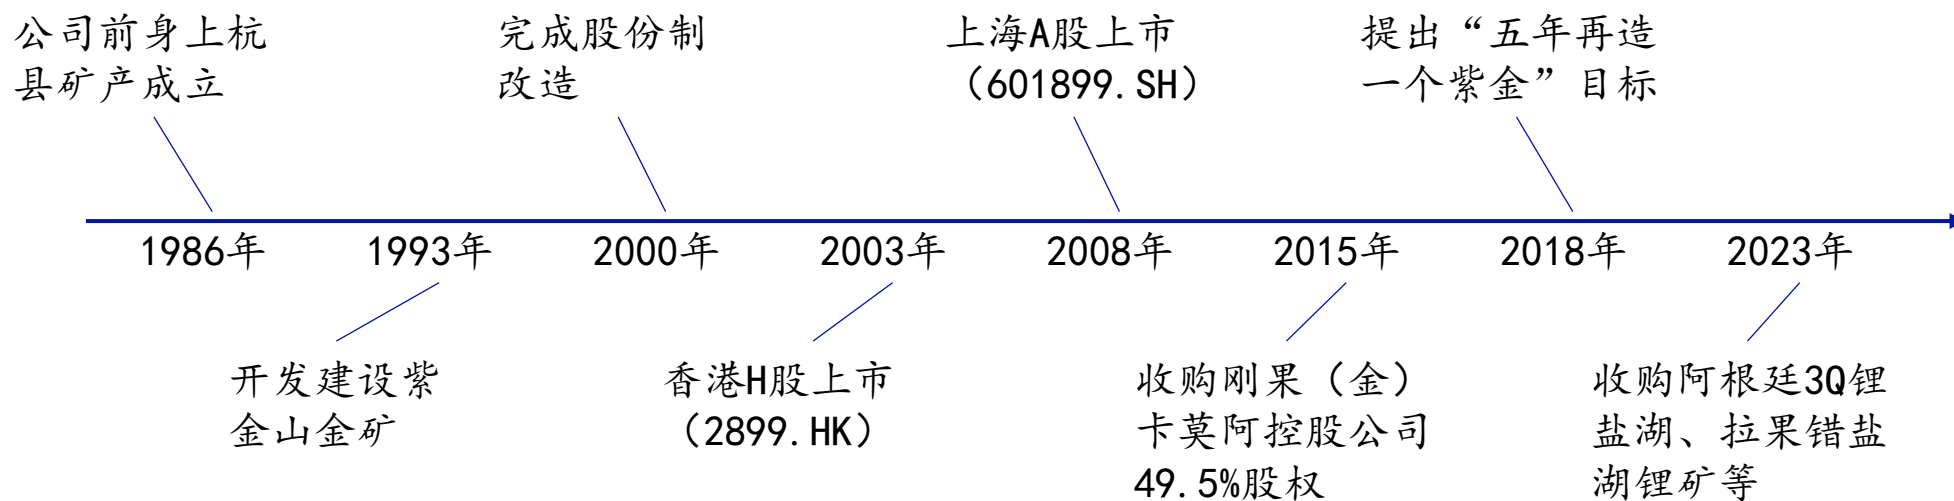 公司前身上杭
县矿产成立
完成股份制
改造
上海A股上市
（601899.SH）
提出“五年再造
一个紫金”目标
1986年
1993年
2000年
2003年
2008年
2015年
2018年
2023年
开发建设紫
金山金矿
香港H股上市
（2899.HK）
收购刚果（金）
卡莫阿控股公司
49.5%股权
收购阿根廷3Q锂
盐湖、拉果错盐
湖锂矿等